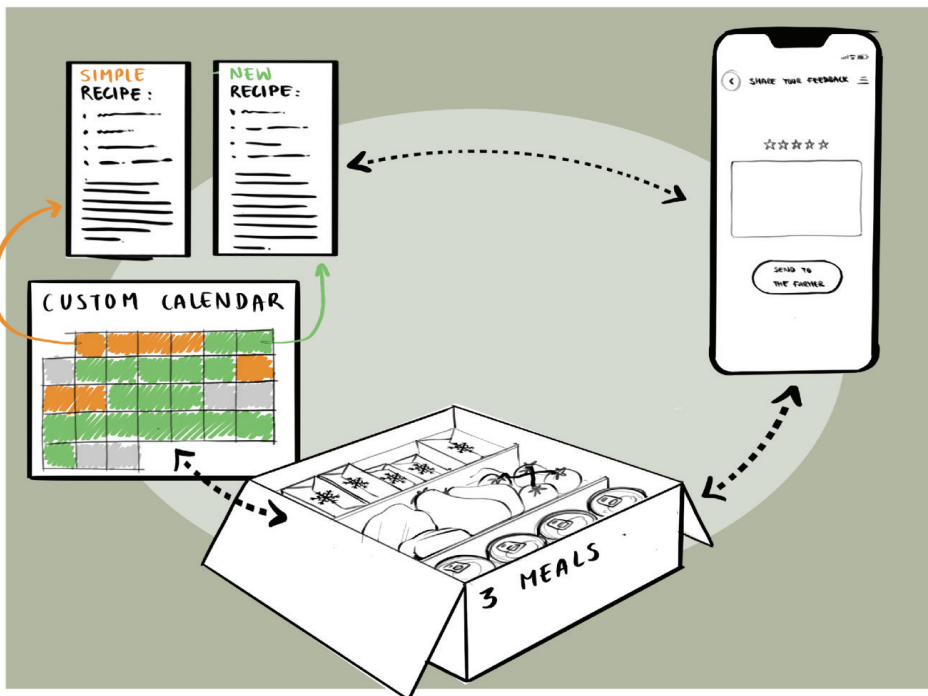 SIMPLE
RECIPE:
NEW
RECIPE:
SHARE YOUR FEEDBACK
SEND TO
THE FARMER
CUSTOM CALENDAR
3 MEALS